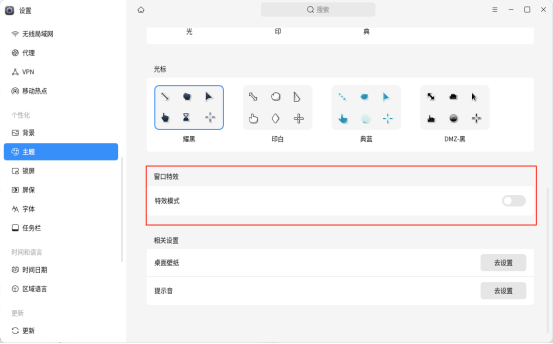 设置
搜索
无线局域网
代理
VPN
移动热点
个性化
背景
主题
锁屏
屏保
字体
任务栏
时间和语言
时间日期
区域语言
更新
更新
光 印 典
光标
耀黑 印白 典蓝 DMZ-黑
窗口特效
特效模式
相关设置
桌面壁纸 去设置
提示音 去设置